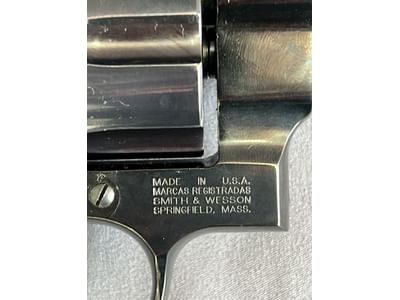 MADE IN U.S.A.
MARCAS REGISTRADAS
SMITH & WESSON
SPRINGFIELD, MASS.